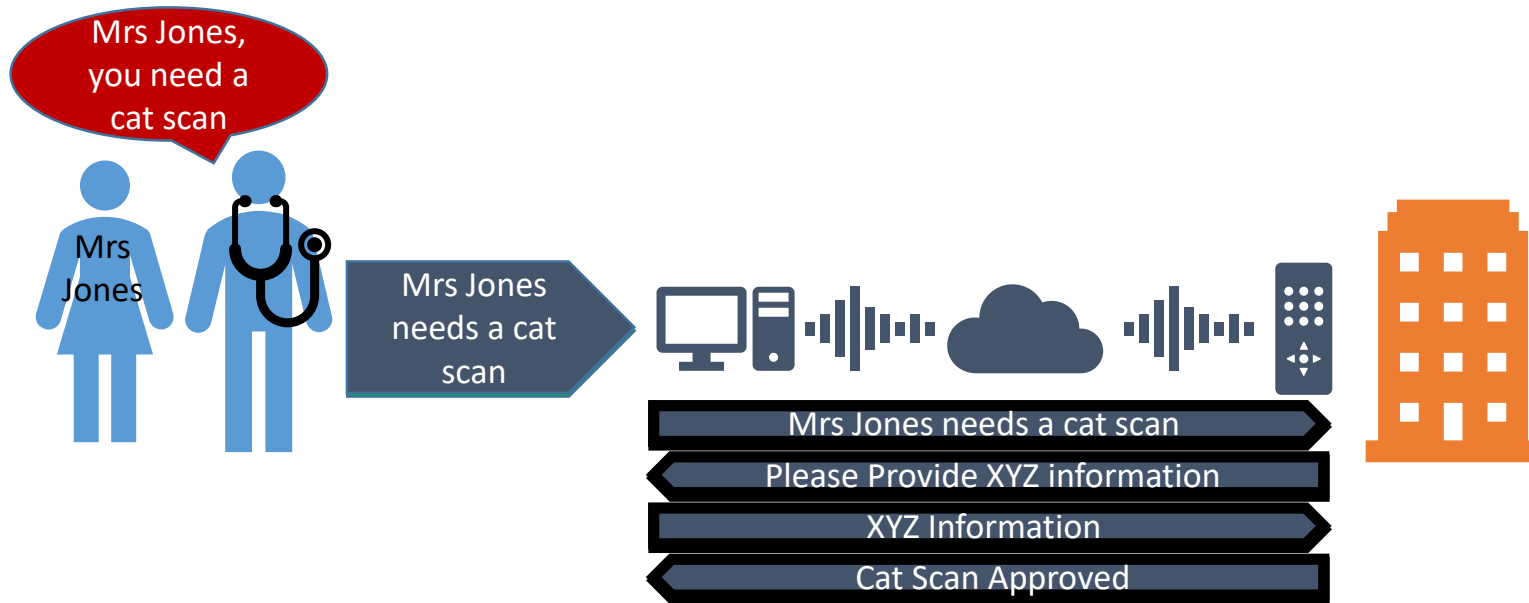 Mrs Jones,
you need a
cat scan
Mrs
Jones
Mrs Jones
needs a cat
scan
Mrs Jones needs a cat scan
Please Provide XYZ information
XYZ Information
Cat Scan Approved